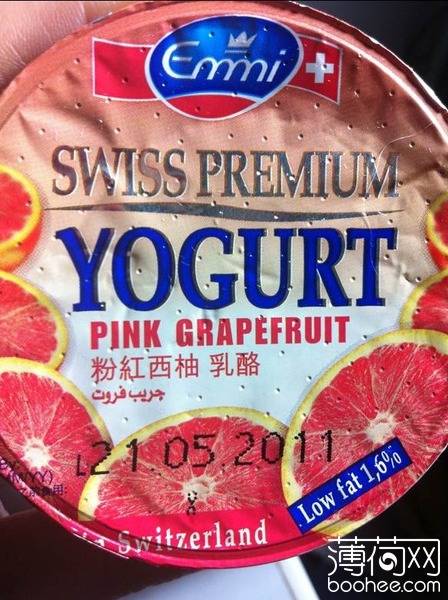 Emmi
SWISS PREMIUM
YOGURT
PINK GRAPEFRUIT
粉紅西柚 乳酪
جريب فروت
21.05.2011
Low fat 1,6%
Switzerland
薄荷网
boohee.com